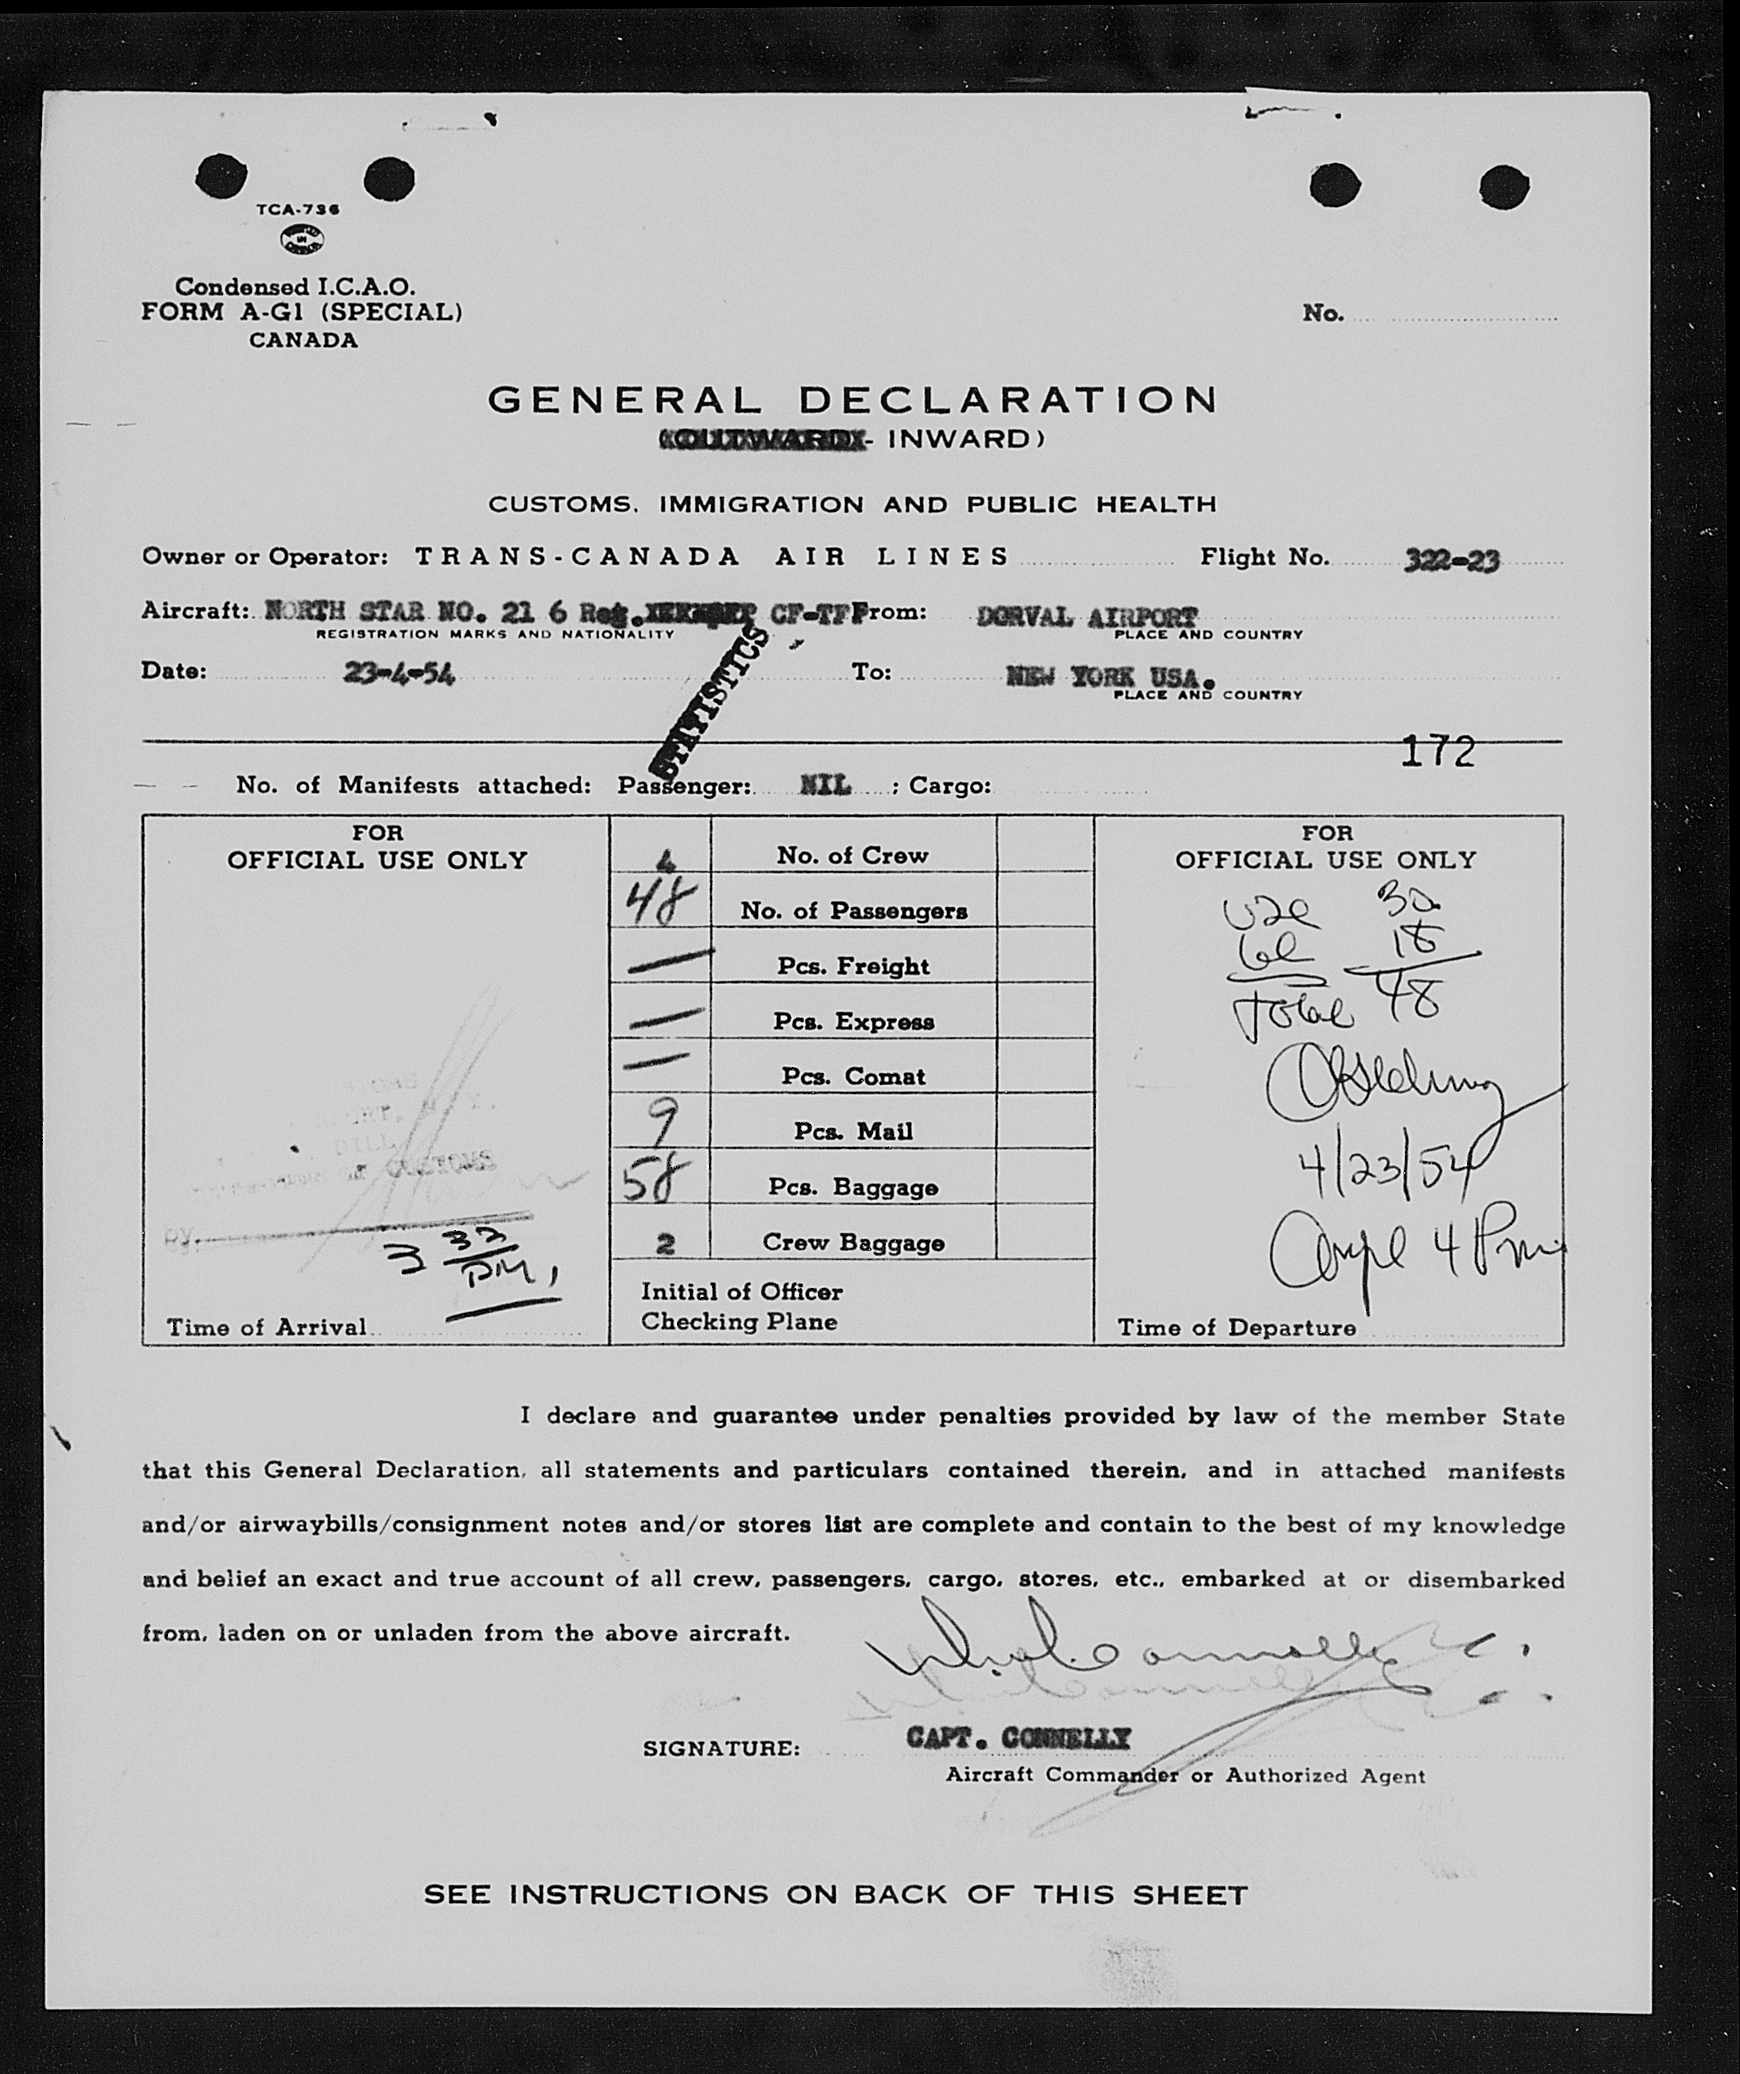 TCA-736
PRINTED IN CANADA
Condensed I.C.A.O.
FORM A-G1 (SPECIAL)
CANADA
No.
GENERAL DECLARATION
(OUTWARD - INWARD)
CUSTOMS, IMMIGRATION AND PUBLIC HEALTH
Owner or Operator: TRANS-CANADA AIR LINES Flight No. 322-23
Aircraft: NORTH STAR NO. 21 6 Reg. CF-TFF From: DORVAL AIRPORT
REGISTRATION MARKS AND NATIONALITY PLACE AND COUNTRY
Date: 23-4-54 To: NEW YORK USA.
PLACE AND COUNTRY
STATISTICS
172
No. of Manifests attached: Passenger: NIL ; Cargo:
FOR
OFFICIAL USE ONLY
CUSTOMS
BY
3 32/PM
Time of Arrival
4 No. of Crew
48 No. of Passengers
— Pcs. Freight
— Pcs. Express
— Pcs. Comat
9 Pcs. Mail
58 Pcs. Baggage
2 Crew Baggage
Initial of Officer
Checking Plane
FOR
OFFICIAL USE ONLY
30
18
Total 48
4/23/54
Compl 4 Pm
Time of Departure
I declare and guarantee under penalties provided by law of the member State
that this General Declaration, all statements and particulars contained therein, and in attached manifests
and/or airwaybills/consignment notes and/or stores list are complete and contain to the best of my knowledge
and belief an exact and true account of all crew, passengers, cargo, stores, etc., embarked at or disembarked
from, laden on or unladen from the above aircraft.
SIGNATURE: CAPT. CONNELLY
Aircraft Commander or Authorized Agent
SEE INSTRUCTIONS ON BACK OF THIS SHEET